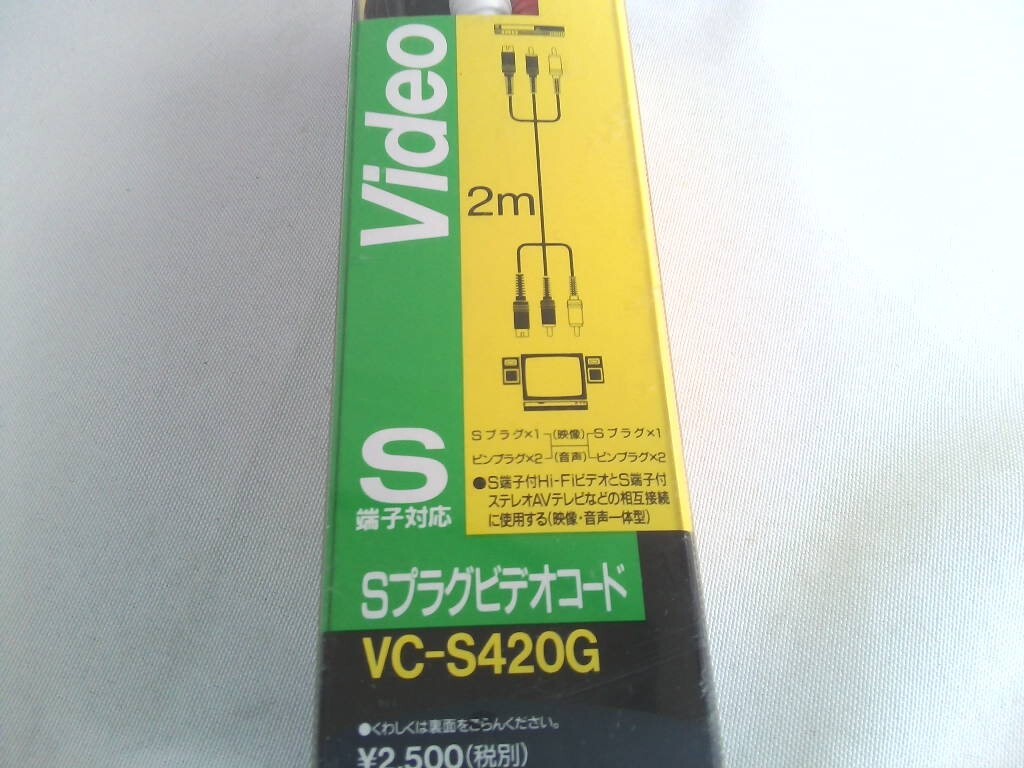 Video
2m
Sプラグ×1 (映像) Sプラグ×1
ピンプラグ×2 (音声) ピンプラグ×2
●S端子付Hi-FiビデオとS端子付
ステレオAVテレビなどの相互接続
に使用する(映像・音声一体型)
S
端子対応
Sプラグビデオコード
VC-S420G
●くわしくは裏面をごらんください。
¥2,500(税別)